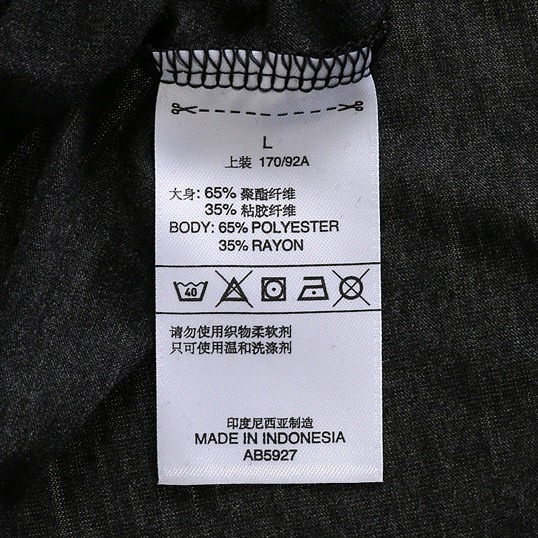 L
上装 170/92A
大身: 65% 聚酯纤维
35% 粘胶纤维
BODY: 65% POLYESTER
35% RAYON
40
请勿使用织物柔软剂
只可使用温和洗涤剂
印度尼西亚制造
MADE IN INDONESIA
AB5927